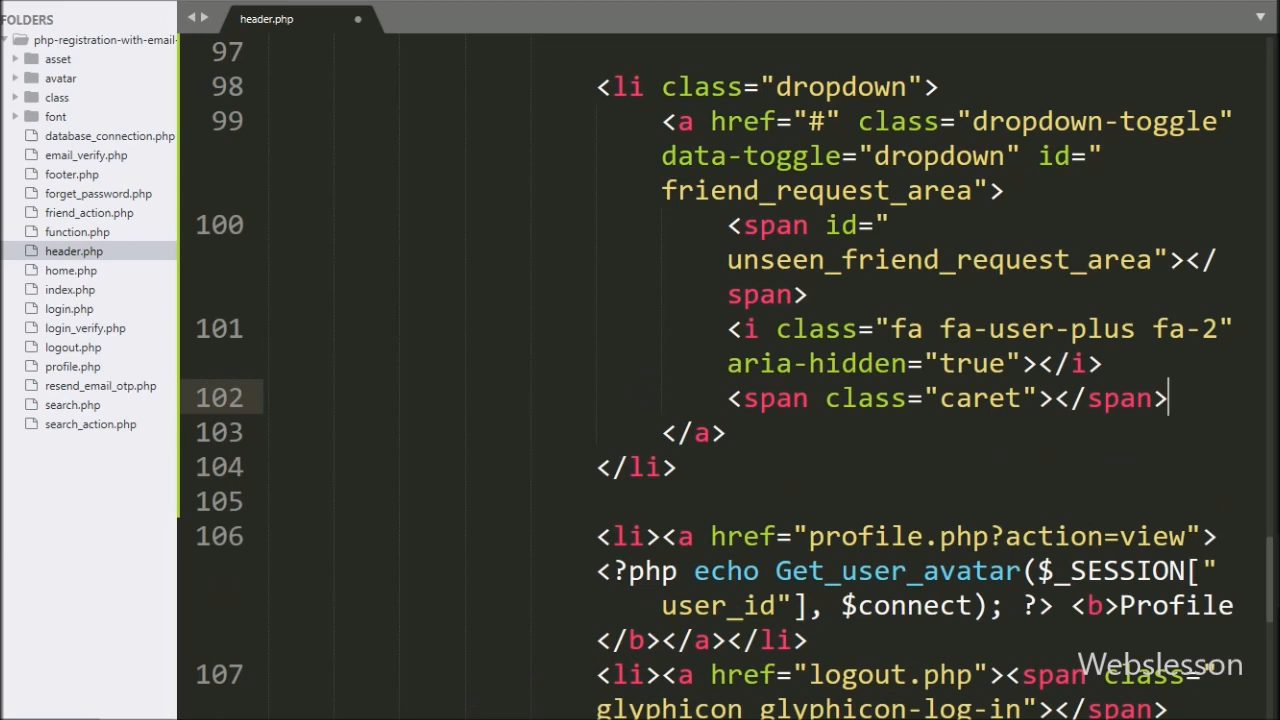 FOLDERS
php-registration-with-email-
asset
avatar
class
font
database_connection.php
email_verify.php
footer.php
forget_password.php
friend_action.php
function.php
header.php
home.php
index.php
login.php
login_verify.php
logout.php
profile.php
resend_email_otp.php
search.php
search_action.php
header.php
97
98 <li class="dropdown">
99 <a href="#" class="dropdown-toggle"
data-toggle="dropdown" id="
friend_request_area">
100 <span id="
unseen_friend_request_area"></
span>
101 <i class="fa fa-user-plus fa-2"
aria-hidden="true"></i>
102 <span class="caret"></span>
103 </a>
104 </li>
105
106 <li><a href="profile.php?action=view">
<?php echo Get_user_avatar($_SESSION["
user_id"], $connect); ?> <b>Profile
</b></a></li>
107 <li><a href="logout.php"><span class="
glyphicon glyphicon-log-in"></span>
Webslesson